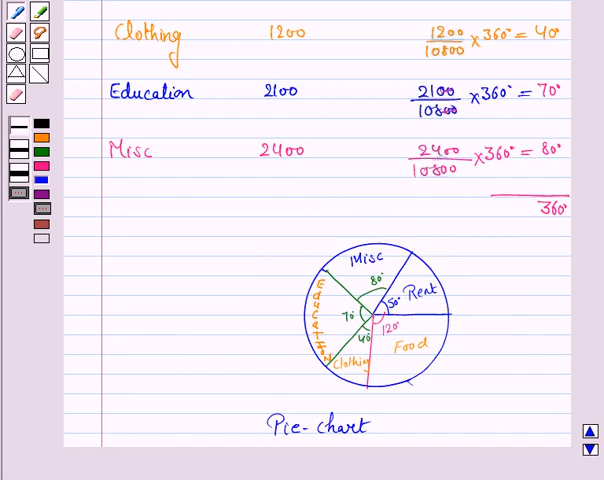 Clothing 1200 1200/10800 × 360° = 40°
Education 2100 2100/10800 × 360° = 70°
Misc 2400 2400/10800 × 360° = 80°
360°
Misc
80°
Rent
50°
EDUCATION
70°
120°
40°
Food
Clothing
Pie-chart